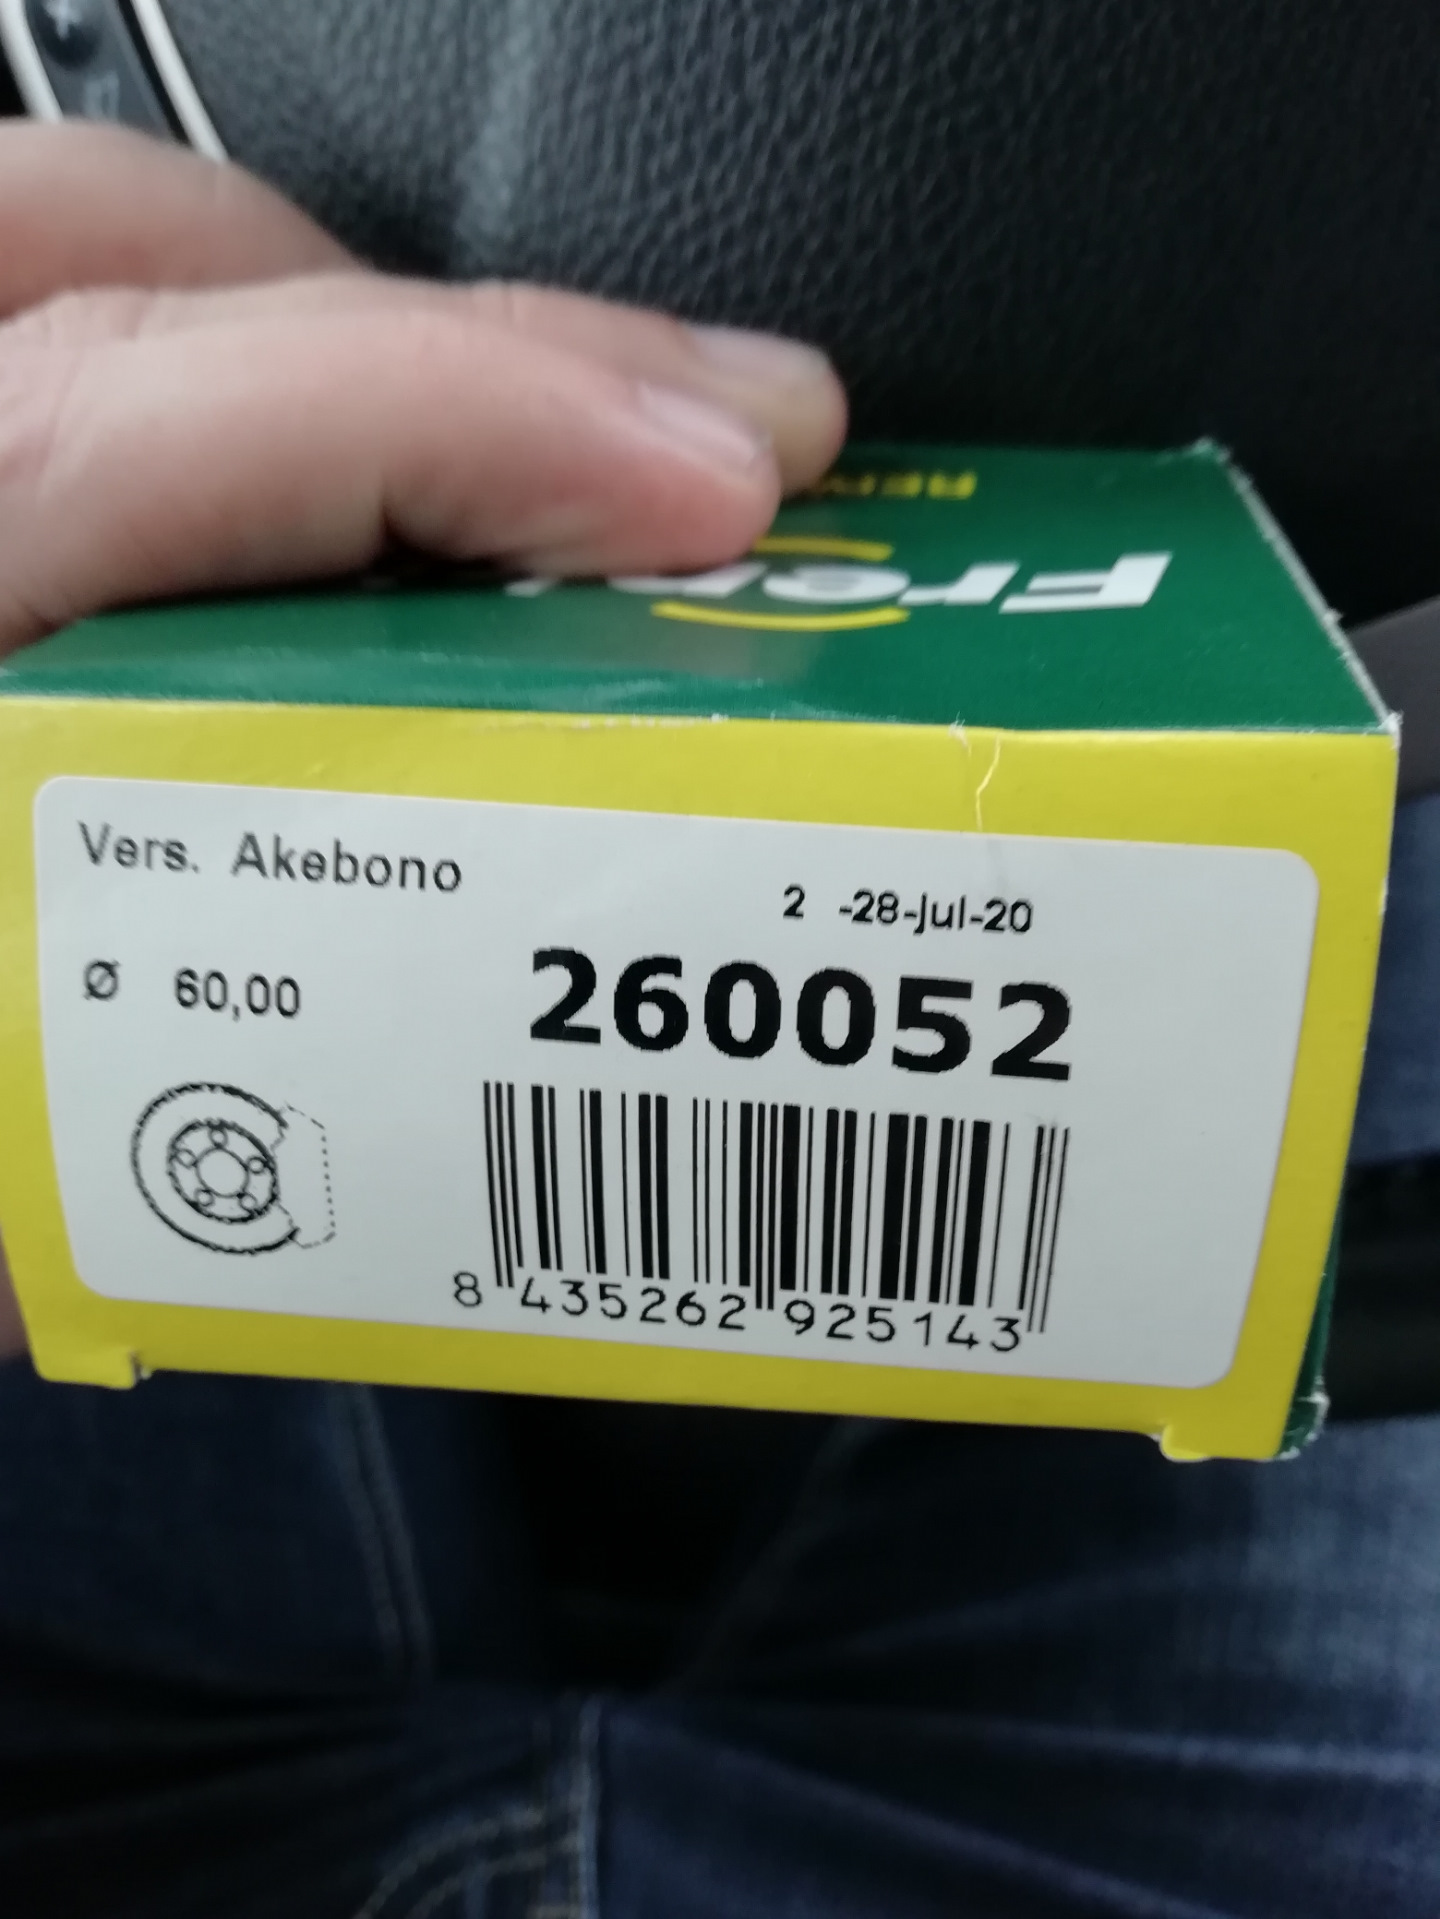 Vers. Akebono
2 -28-jul-20
Ø 60,00
260052
8 435262 925143